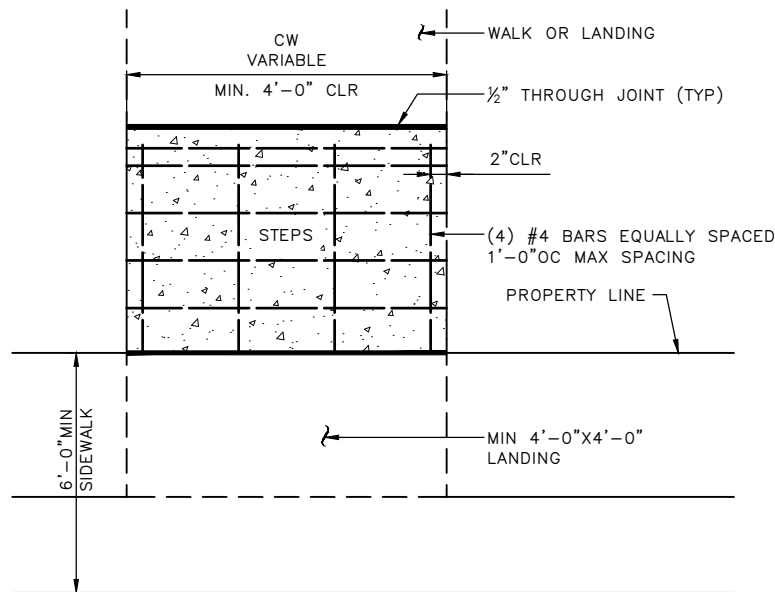 CW
VARIABLE
MIN. 4'-0" CLR
WALK OR LANDING
½" THROUGH JOINT (TYP)
2"CLR
STEPS
(4) #4 BARS EQUALLY SPACED
1'-0"OC MAX SPACING
PROPERTY LINE
6'-0"MIN
SIDEWALK
MIN 4'-0"X4'-0"
LANDING